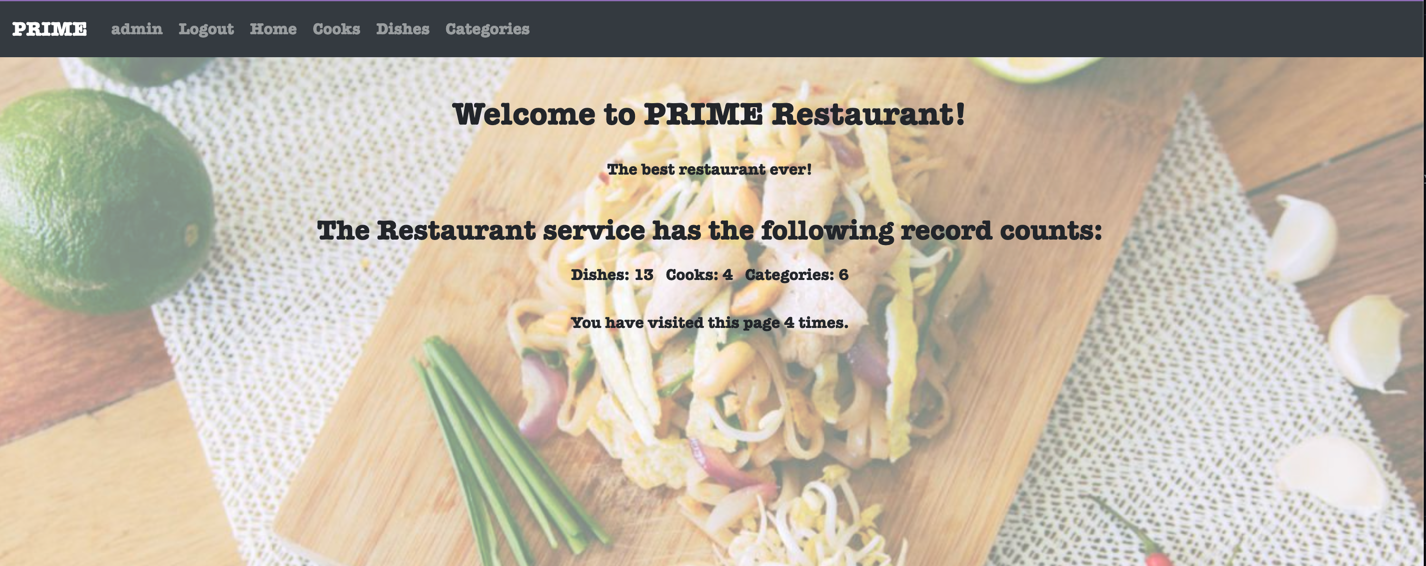 PRIME admin Logout Home Cooks Dishes Categories
Welcome to PRIME Restaurant!
The best restaurant ever!
The Restaurant service has the following record counts:
Dishes: 13 Cooks: 4 Categories: 6
You have visited this page 4 times.